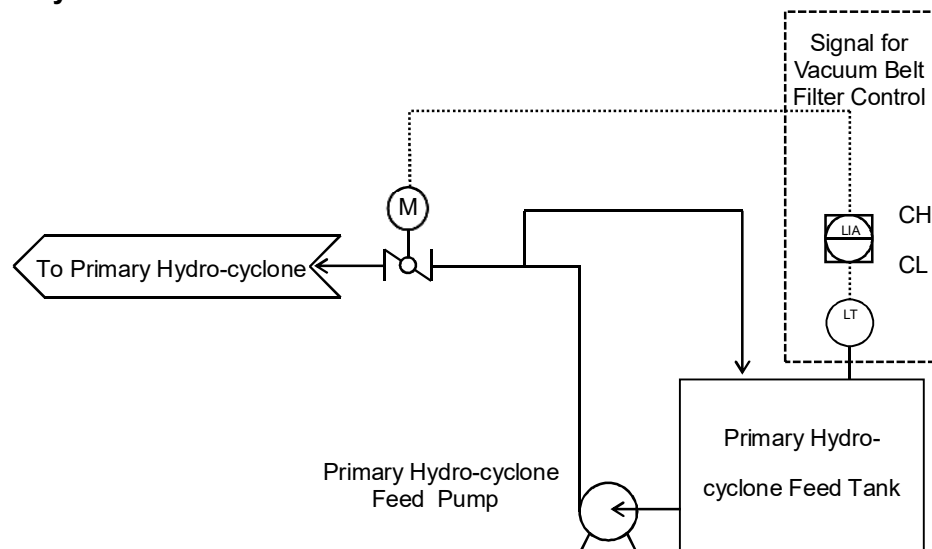 Signal for
Vacuum Belt
Filter Control
M
CH
LIA
CL
To Primary Hydro-cyclone
LT
Primary Hydro-
cyclone Feed Tank
Primary Hydro-cyclone
Feed Pump